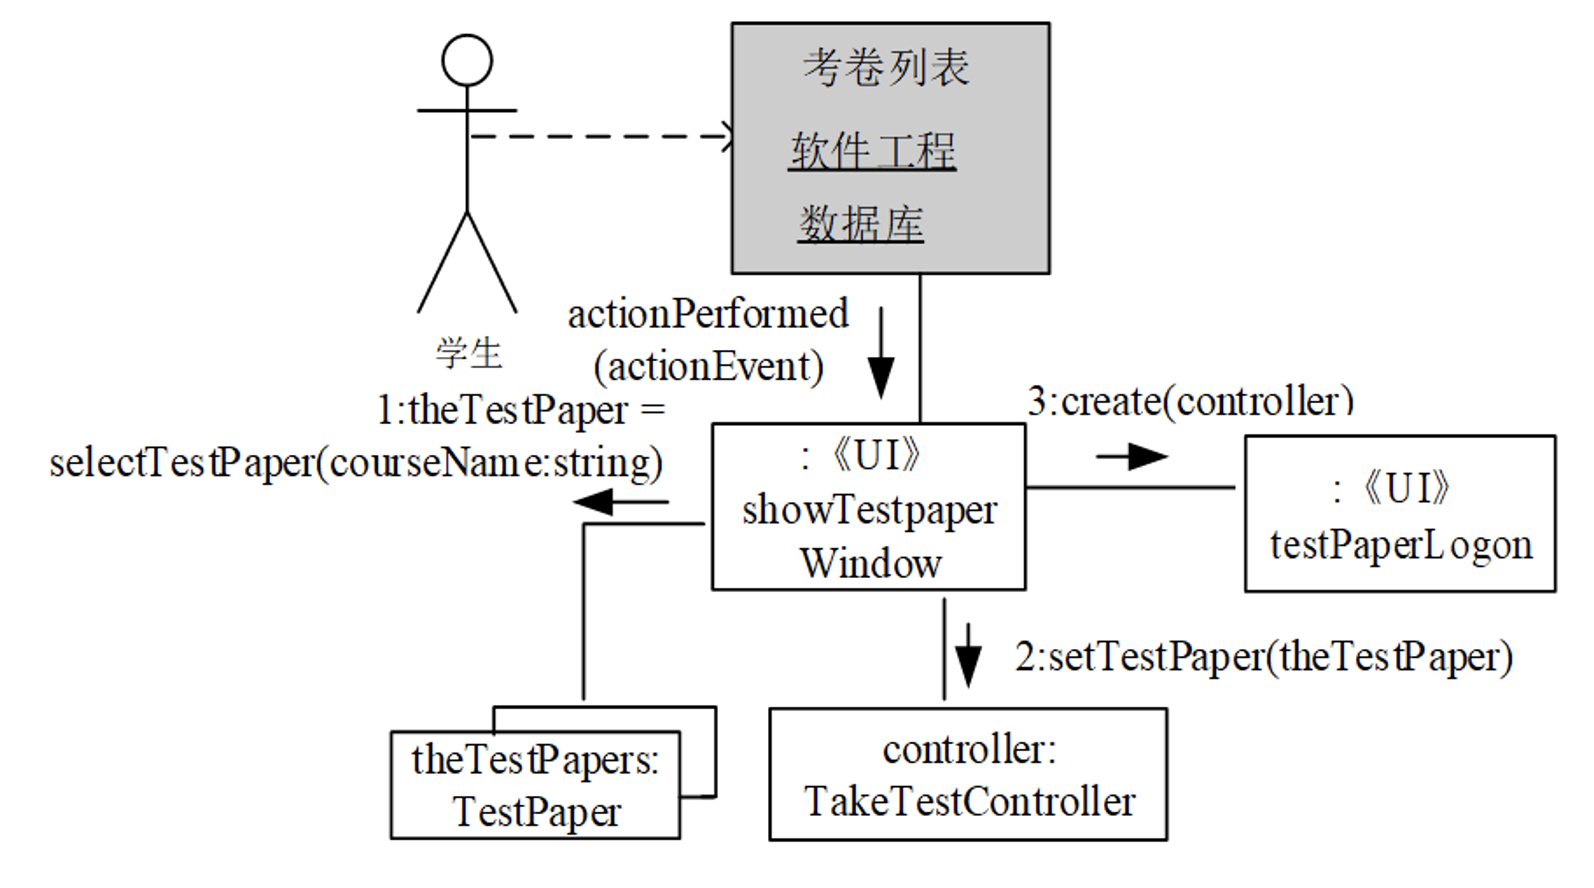 考卷列表
软件工程
数据库
学生
actionPerformed
(actionEvent)
1:theTestPaper =
selectTestPaper(courseName:string)
3:create(controller)
:《UI》
showTestpaper
Window
:《UI》
testPaperLogon
2:setTestPaper(theTestPaper)
theTestPapers:
TestPaper
controller:
TakeTestController